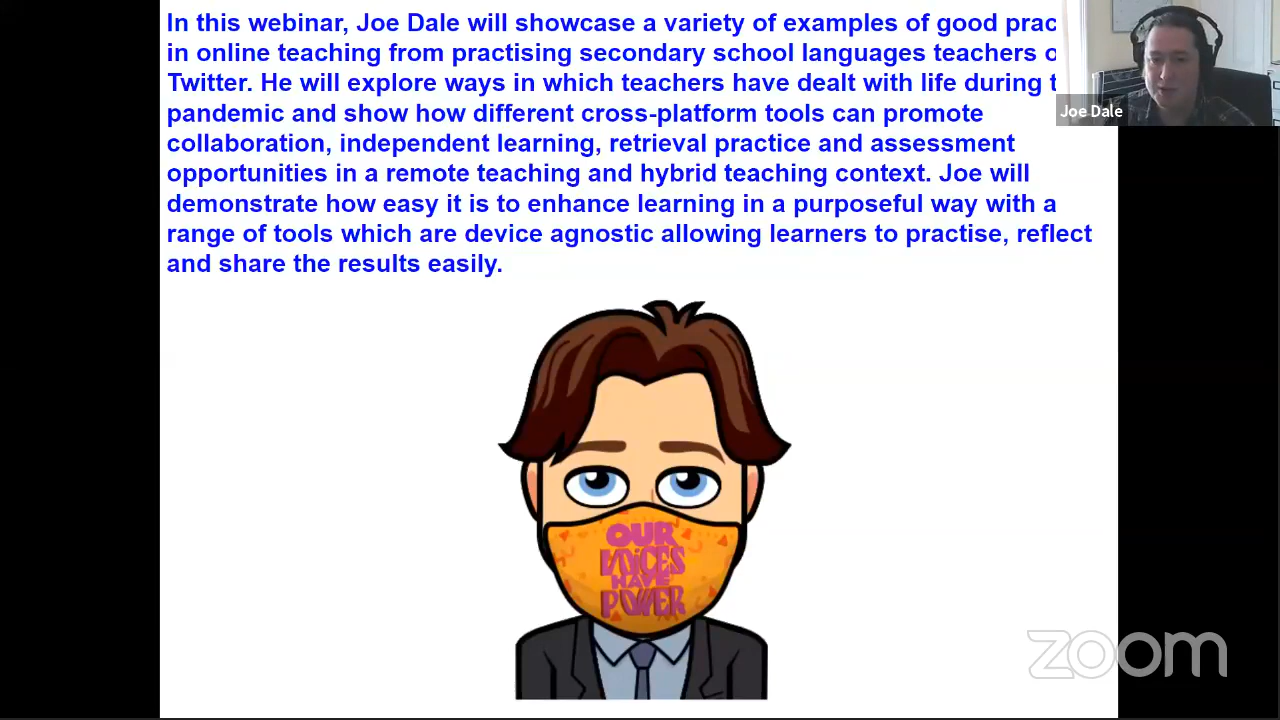 In this webinar, Joe Dale will showcase a variety of examples of good prac
in online teaching from practising secondary school languages teachers o
Twitter. He will explore ways in which teachers have dealt with life during t
pandemic and show how different cross-platform tools can promote
collaboration, independent learning, retrieval practice and assessment
opportunities in a remote teaching and hybrid teaching context. Joe will
demonstrate how easy it is to enhance learning in a purposeful way with a
range of tools which are device agnostic allowing learners to practise, reflect
and share the results easily.
Joe Dale
OUR
VOICES
HAVE
POWER
zoom